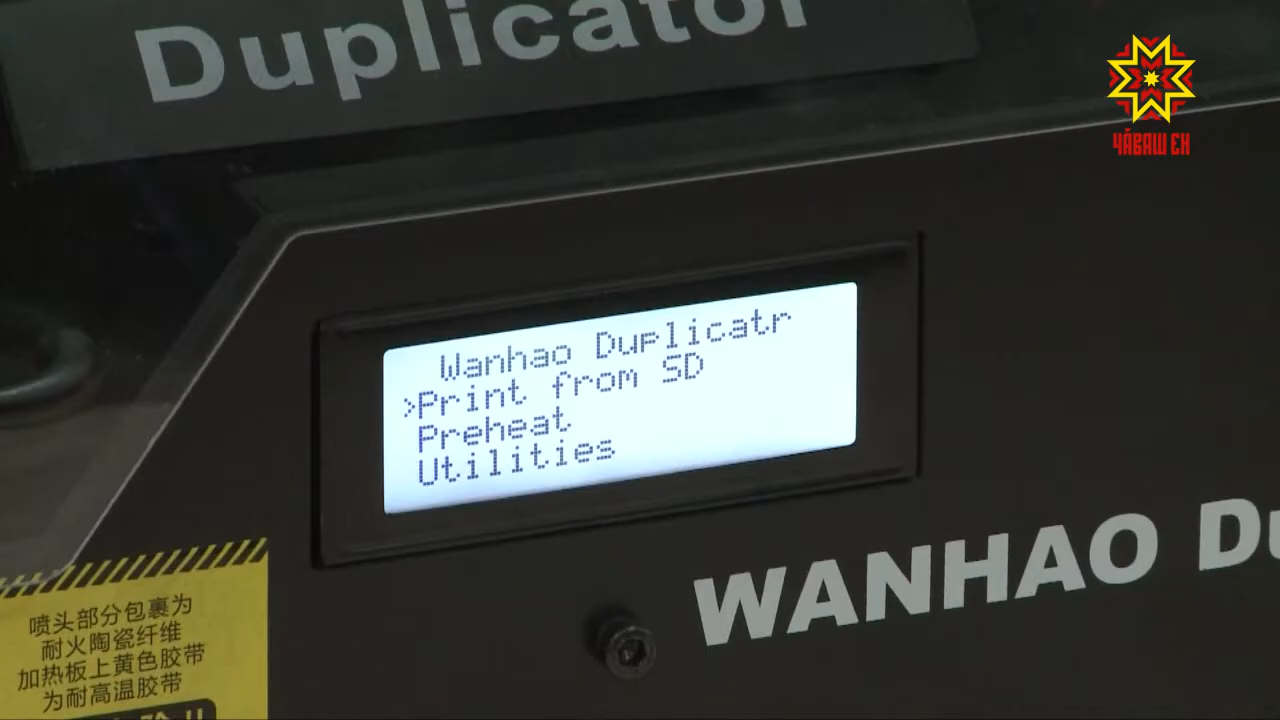 Duplicator
ЧӐВАШ ЕН
Wanhao Duplicatr
>Print from SD
Preheat
Utilities
WANHAO Du
喷头部分包裹为
耐火陶瓷纤维
加热板上黄色胶带
为耐高温胶带